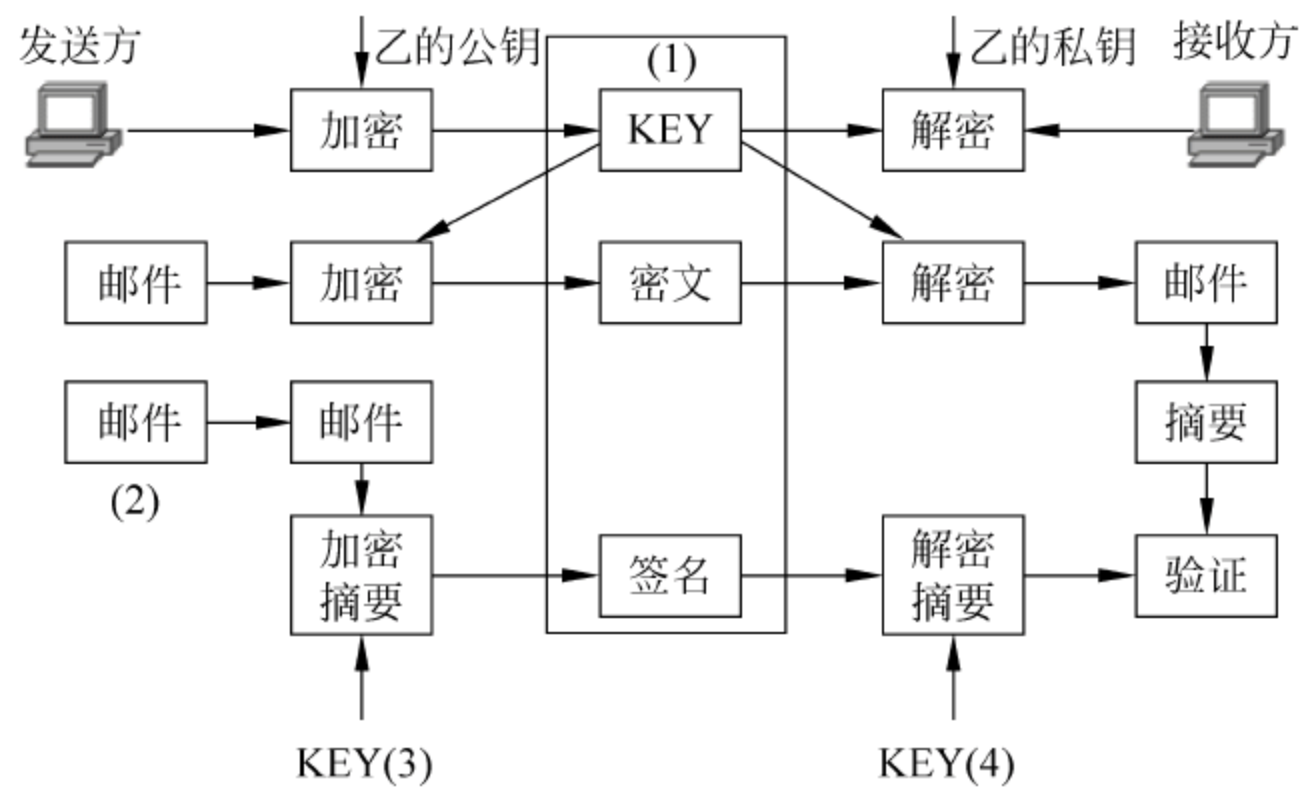 发送方
乙的公钥
(1)
乙的私钥
接收方
加密
KEY
解密
邮件
加密
密文
解密
邮件
邮件
邮件
摘要
(2)
加密
摘要
签名
解密
摘要
验证
KEY(3)
KEY(4)